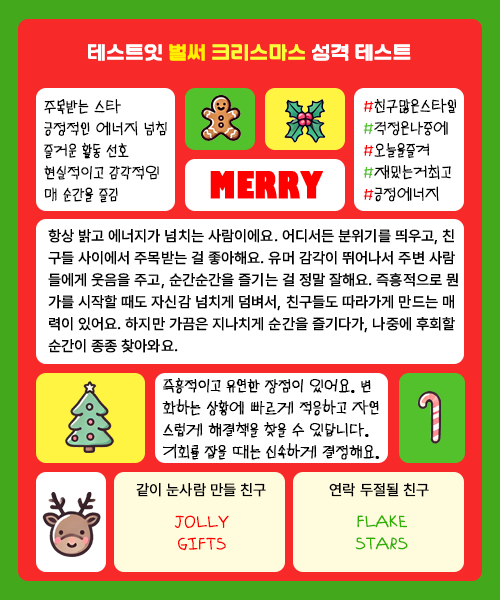 테스트잇 벌써 크리스마스 성격 테스트
주목받는 스타
긍정적인 에너지 넘침
즐거운 활동 선호
현실적이고 감각적임
매 순간을 즐김
MERRY
#친구많은스타일
#걱정은나중에
#오늘을즐겨
#재밌는거최고
#긍정에너지
항상 밝고 에너지가 넘치는 사람이에요. 어디서든 분위기를 띄우고, 친
구들 사이에서 주목받는 걸 좋아해요. 유머 감각이 뛰어나서 주변 사람
들에게 웃음을 주고, 순간순간을 즐기는 걸 정말 잘해요. 즉흥적으로 뭔
가를 시작할 때도 자신감 넘치게 덤벼서, 친구들도 따라가게 만드는 매
력이 있어요. 하지만 가끔은 지나치게 순간을 즐기다가, 나중에 후회할
순간이 종종 찾아와요.
즉흥적이고 유연한 장점이 있어요. 변
화하는 상황에 빠르게 적응하고 자연
스럽게 해결책을 찾을 수 있답니다.
기회를 잡을 때는 신속하게 결정해요.
같이 눈사람 만들 친구
JOLLY
GIFTS
연락 두절될 친구
FLAKE
STARS